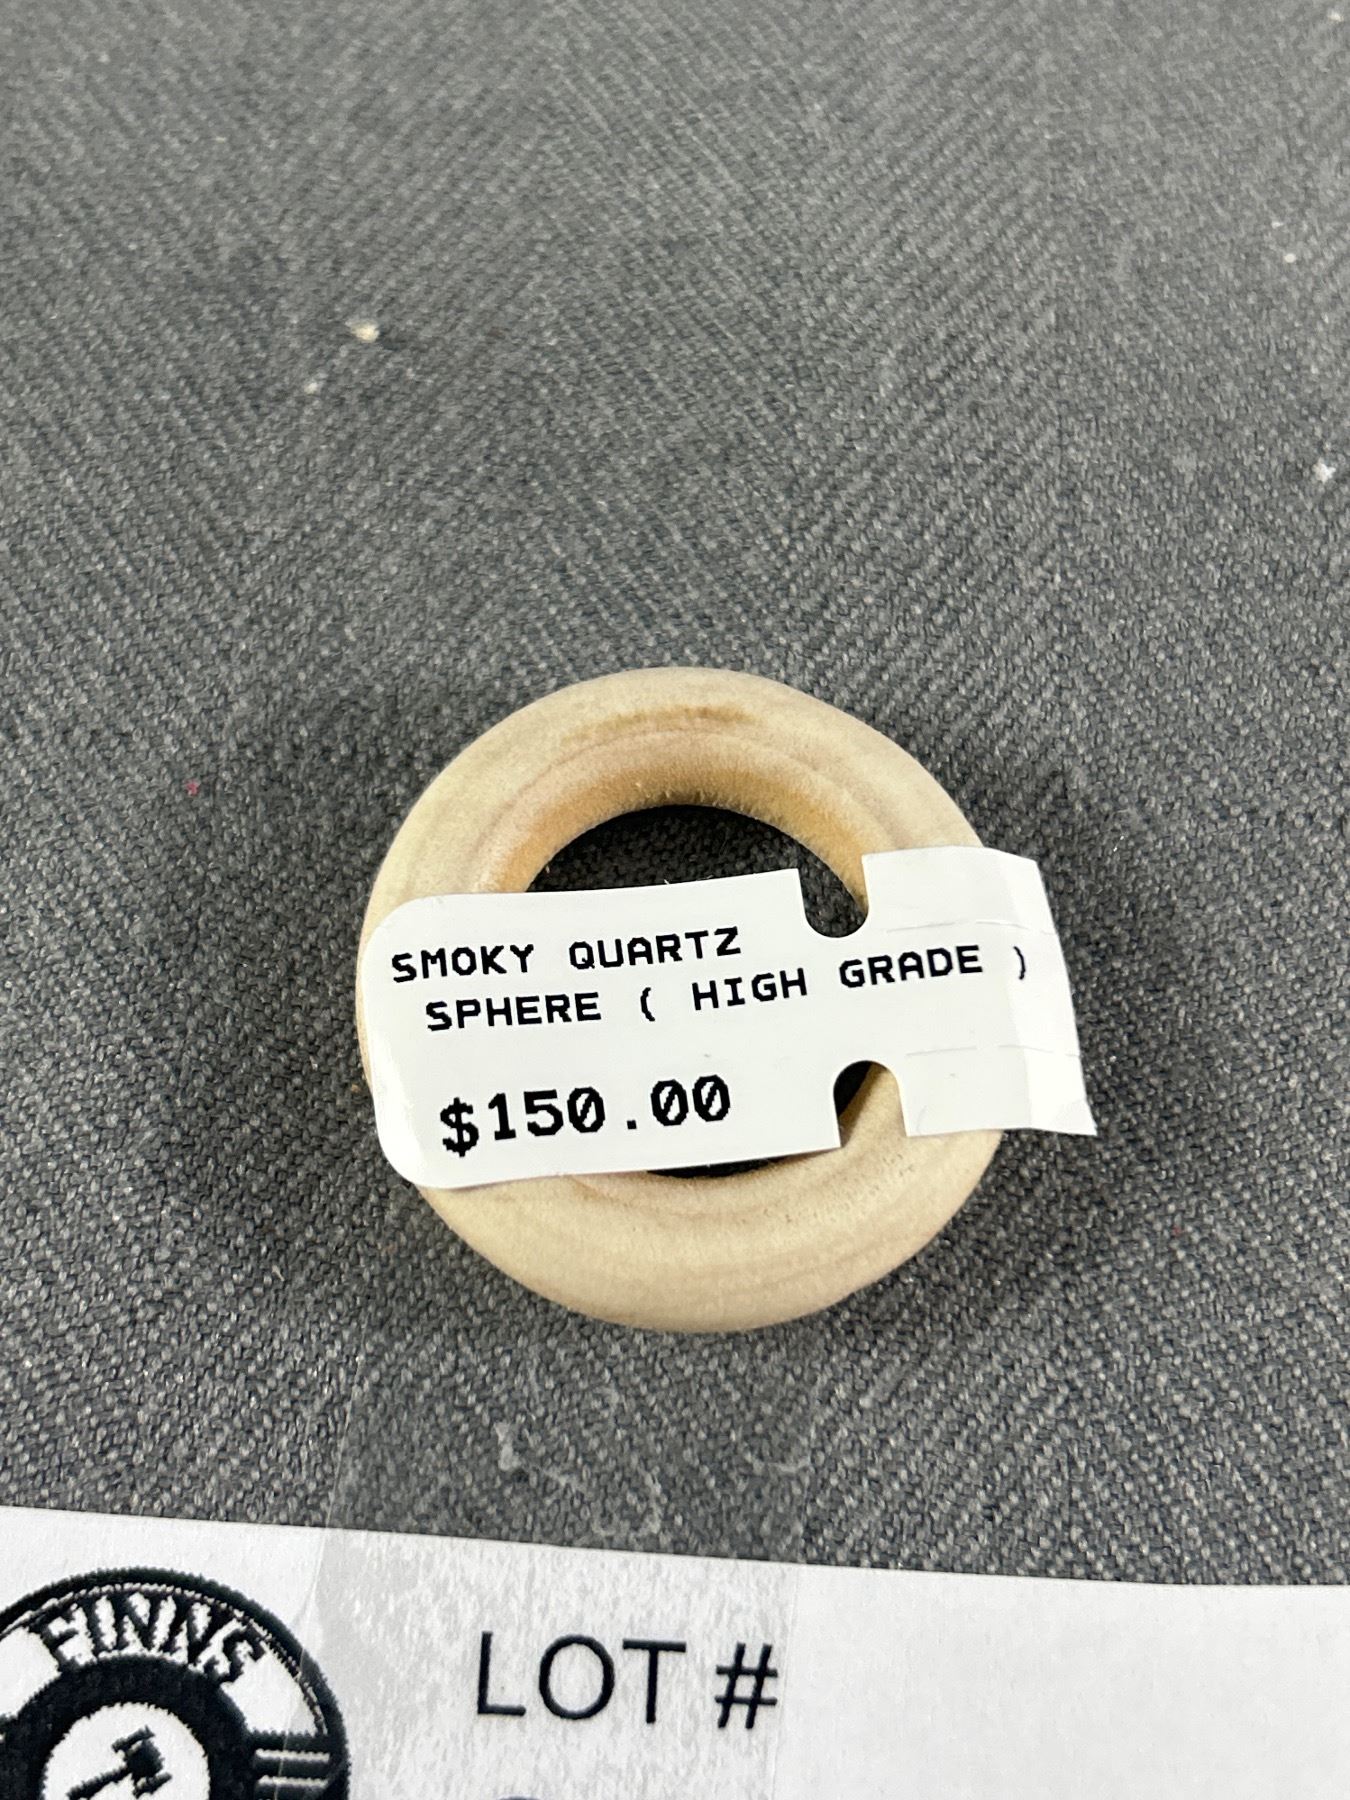 SMOKY QUARTZ
SPHERE ( HIGH GRADE )
$150.00
FINNS
LOT #